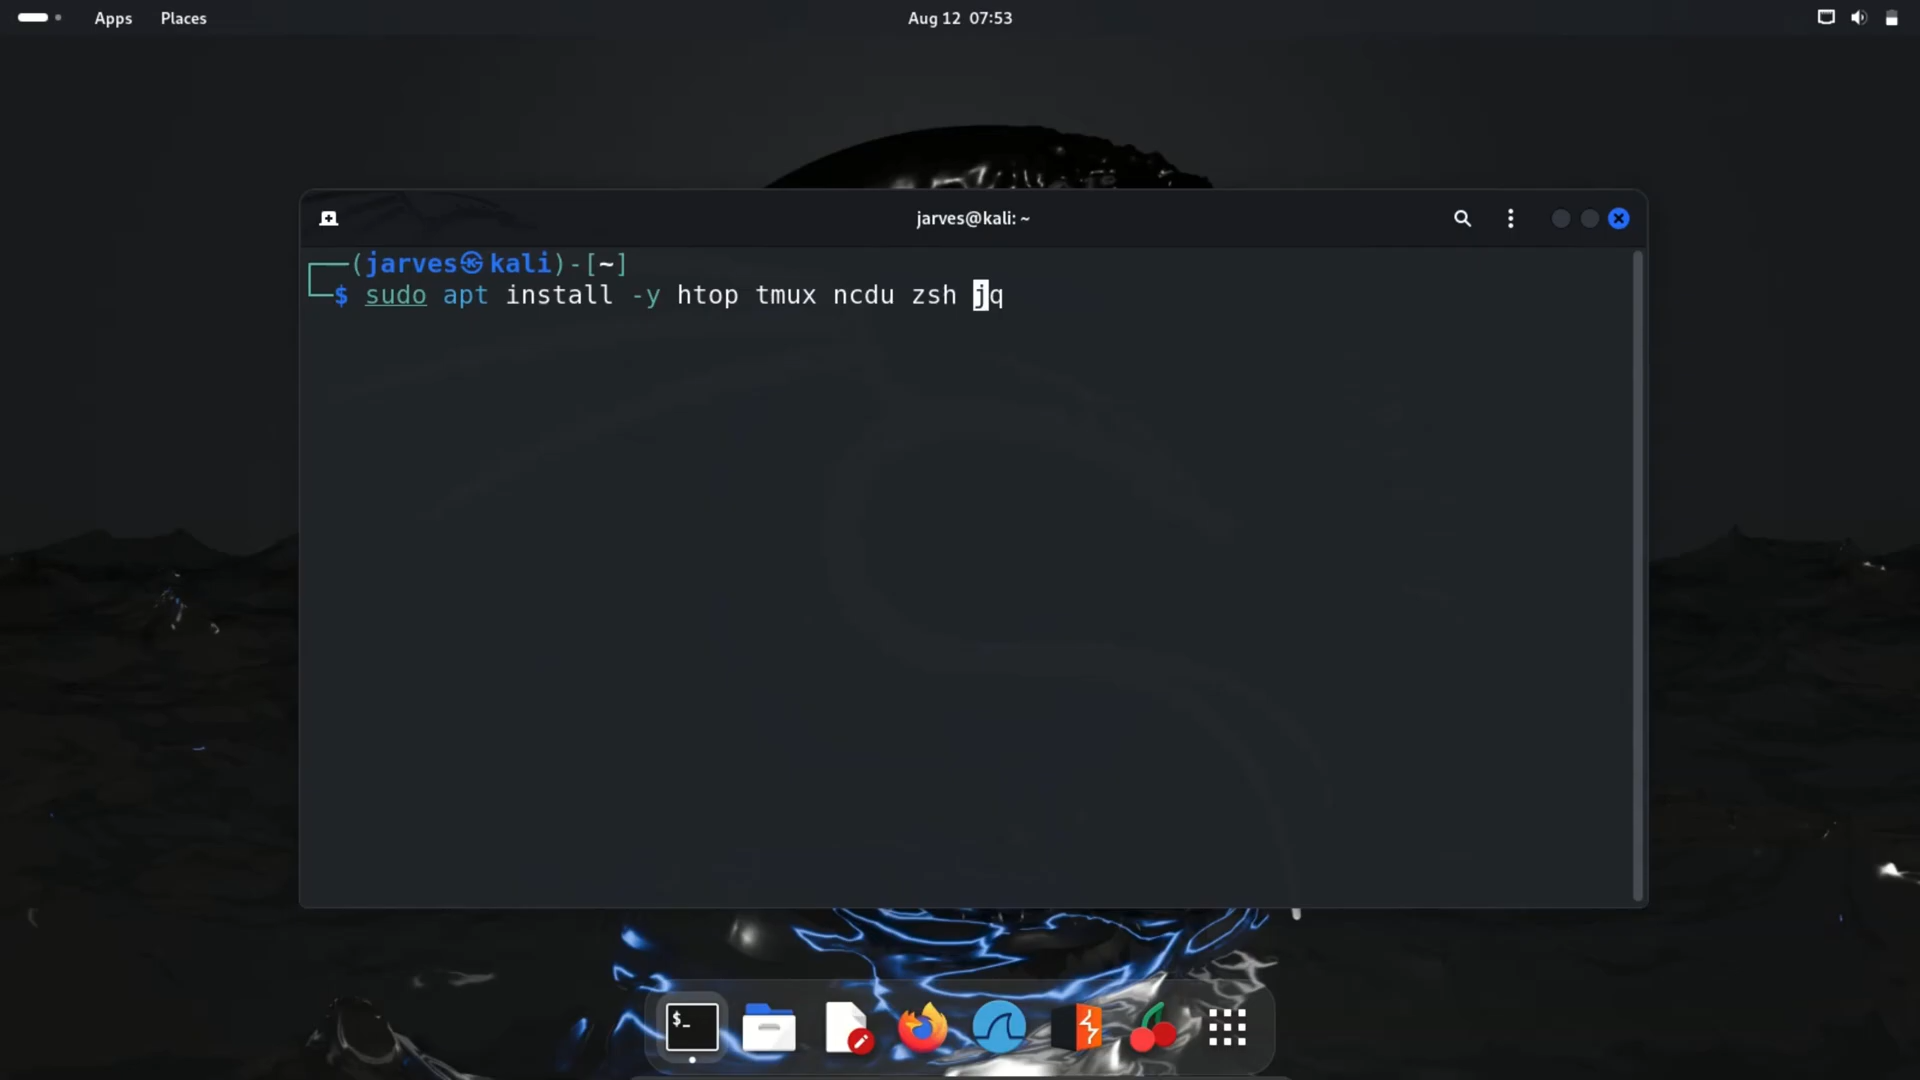 Apps Places Aug 12 07:53
jarves@kali: ~
(jarves㉿kali)-[~]
$ sudo apt install -y htop tmux ncdu zsh jq
$_